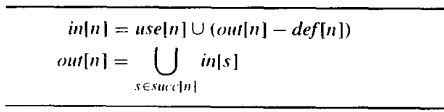 in[n] = use[n] ∪ (out[n] − def[n])
out[n] = ⋃ in[s]
s∈succ[n]